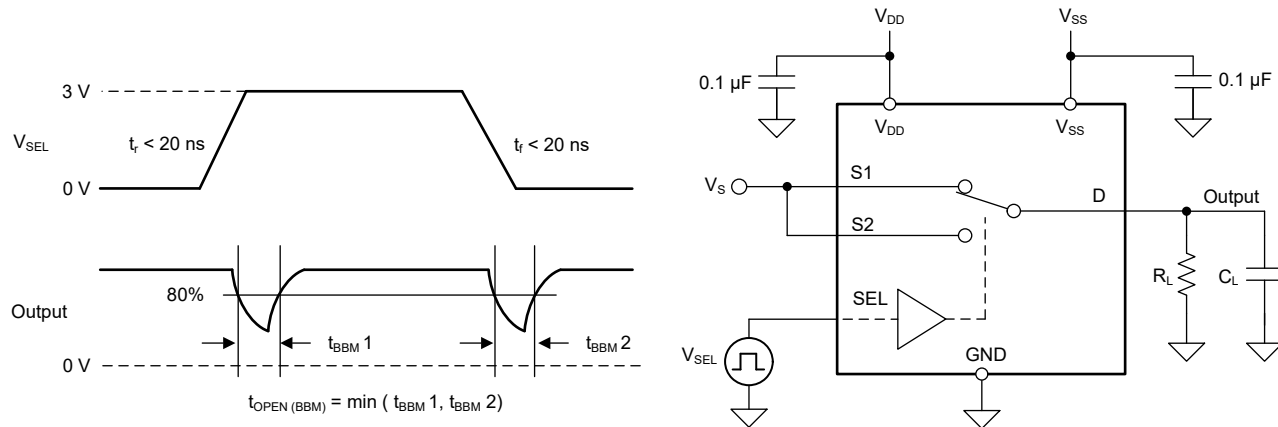 3 V
V_SEL
t_r < 20 ns
t_f < 20 ns
0 V
80%
Output
t_BBM 1
t_BBM 2
0 V
t_OPEN (BBM) = min ( t_BBM 1, t_BBM 2)
V_DD
V_SS
0.1 µF
0.1 µF
V_DD
V_SS
V_S
S1
D
Output
S2
R_L
C_L
SEL
V_SEL
GND